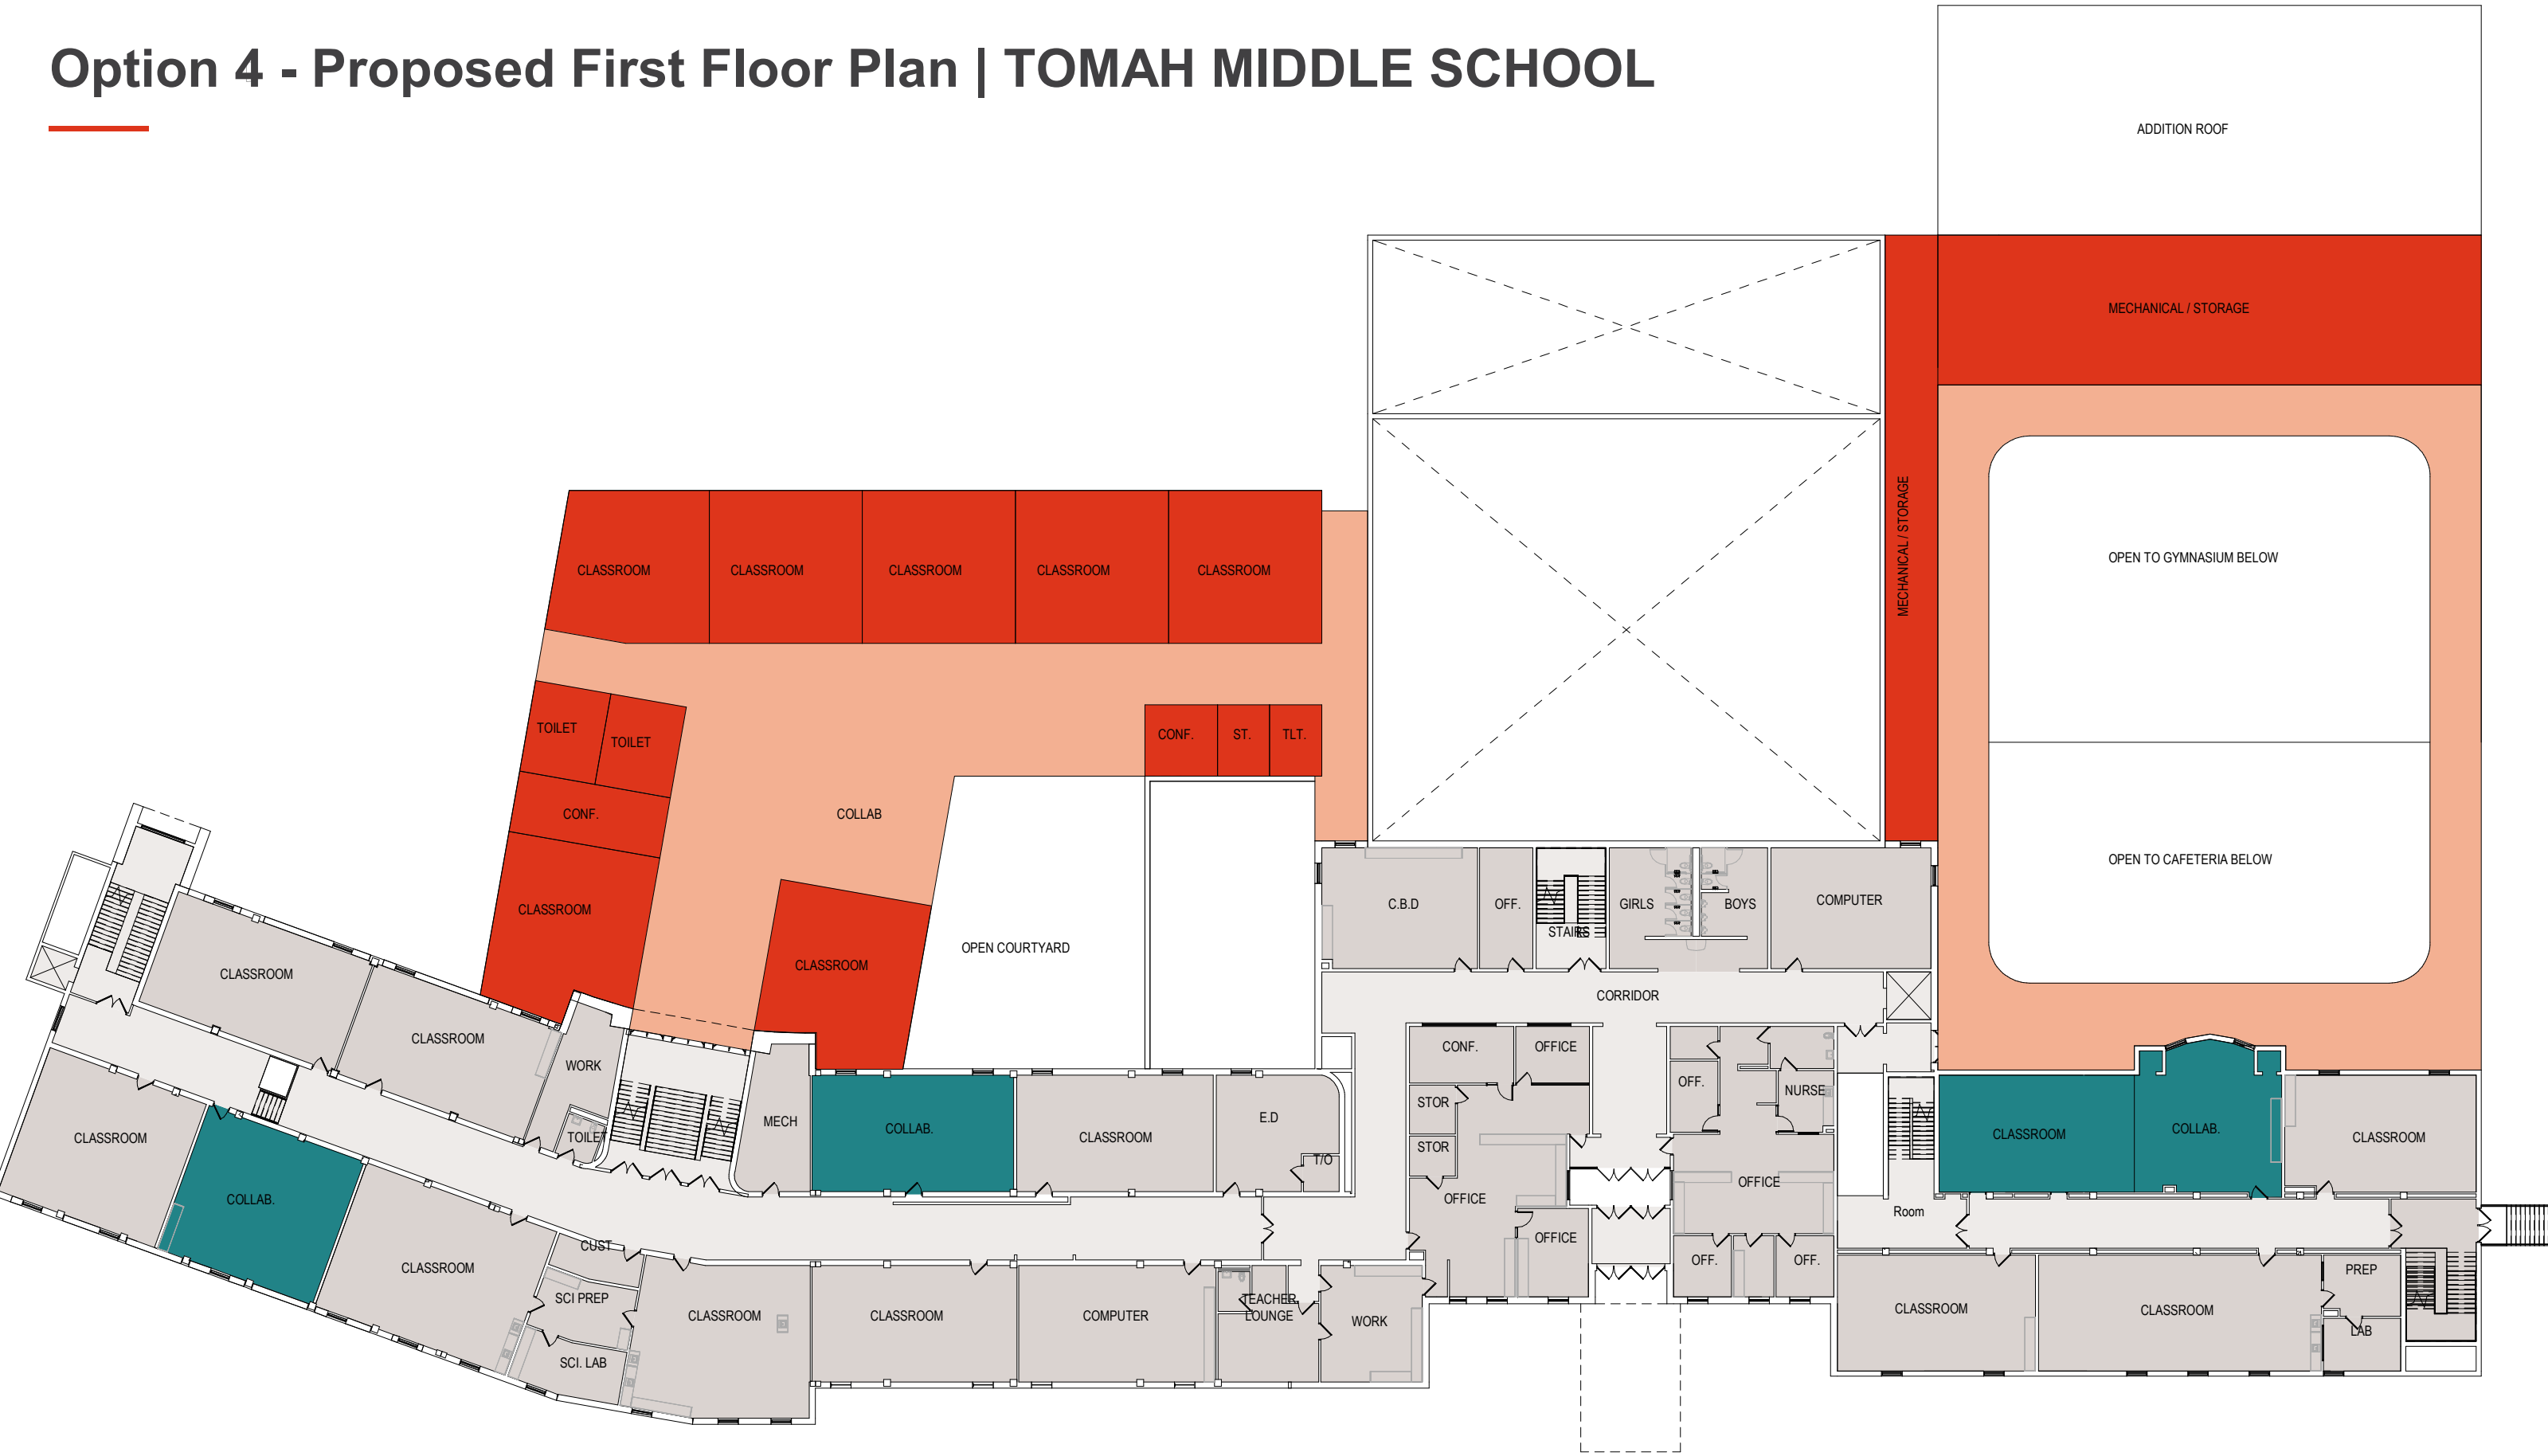 Option 4 - Proposed First Floor Plan | TOMAH MIDDLE SCHOOL
ADDITION ROOF
MECHANICAL / STORAGE
MECHANICAL / STORAGE
OPEN TO GYMNASIUM BELOW
OPEN TO CAFETERIA BELOW
CLASSROOM
CLASSROOM
CLASSROOM
CLASSROOM
CLASSROOM
TOILET
TOILET
CONF.
ST.
TLT.
CONF.
COLLAB
CLASSROOM
CLASSROOM
OPEN COURTYARD
C.B.D
OFF.
STAIRS
GIRLS
BOYS
COMPUTER
CORRIDOR
CLASSROOM
CLASSROOM
WORK
TOILET
MECH
COLLAB.
CLASSROOM
E.D
T/O
CONF.
OFFICE
STOR
STOR
OFFICE
OFFICE
OFF.
NURSE
OFFICE
OFF.
OFF.
Room
CLASSROOM
COLLAB.
CLASSROOM
CLASSROOM
COLLAB.
CLASSROOM
CUST
SCI PREP
SCI. LAB
CLASSROOM
CLASSROOM
COMPUTER
TEACHER
LOUNGE
WORK
CLASSROOM
CLASSROOM
PREP
LAB